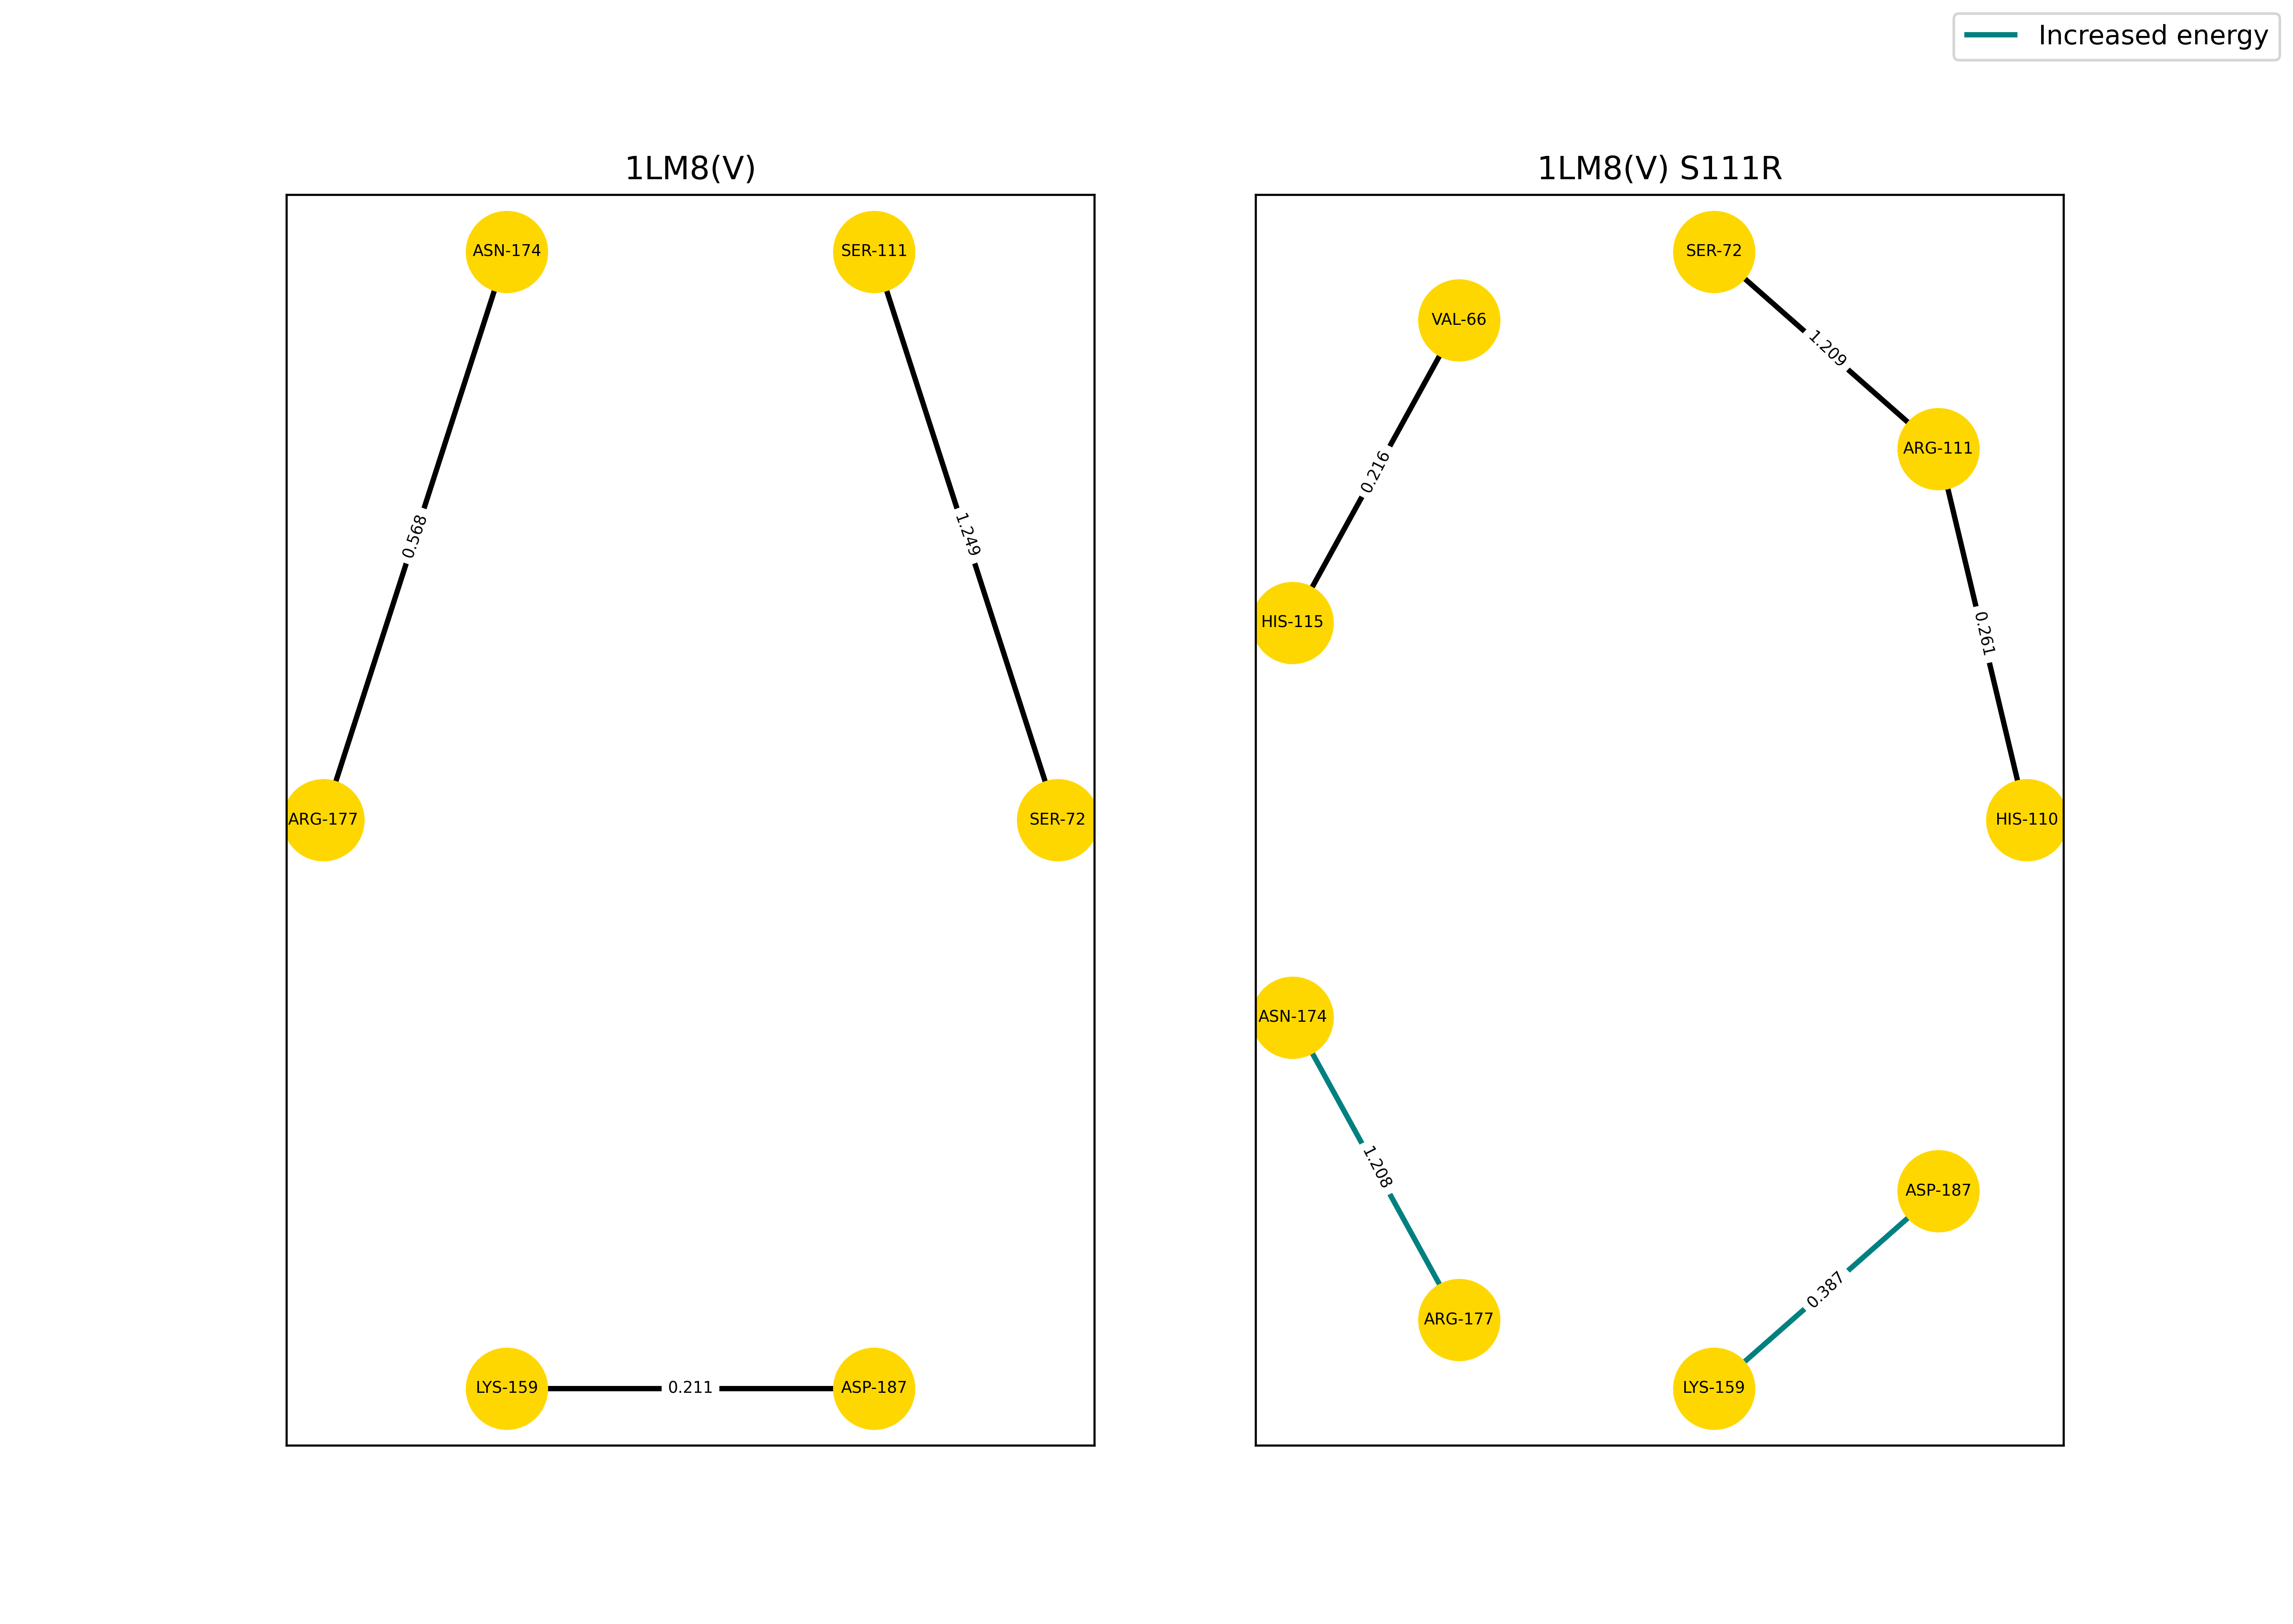 Increased energy
1LM8(V)
ASN-174
SER-111
0.568
1.249
ARG-177
SER-72
LYS-159
0.211
ASP-187
1LM8(V) S111R
SER-72
VAL-66
1.209
ARG-111
0.216
HIS-115
0.261
HIS-110
ASN-174
1.208
ASP-187
0.387
ARG-177
LYS-159